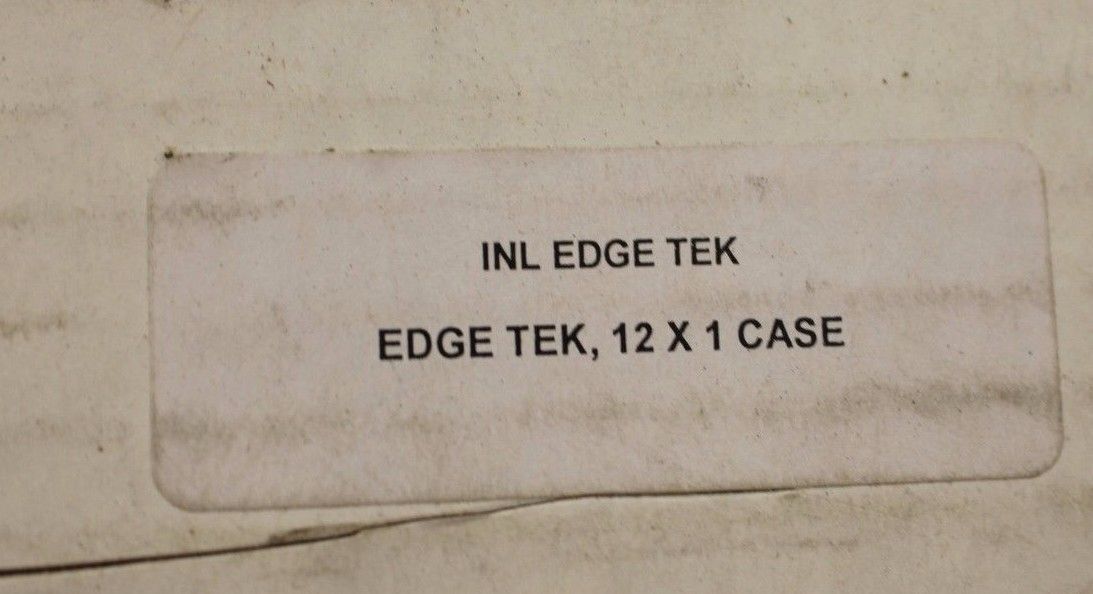 INL EDGE TEK
EDGE TEK, 12 X 1 CASE